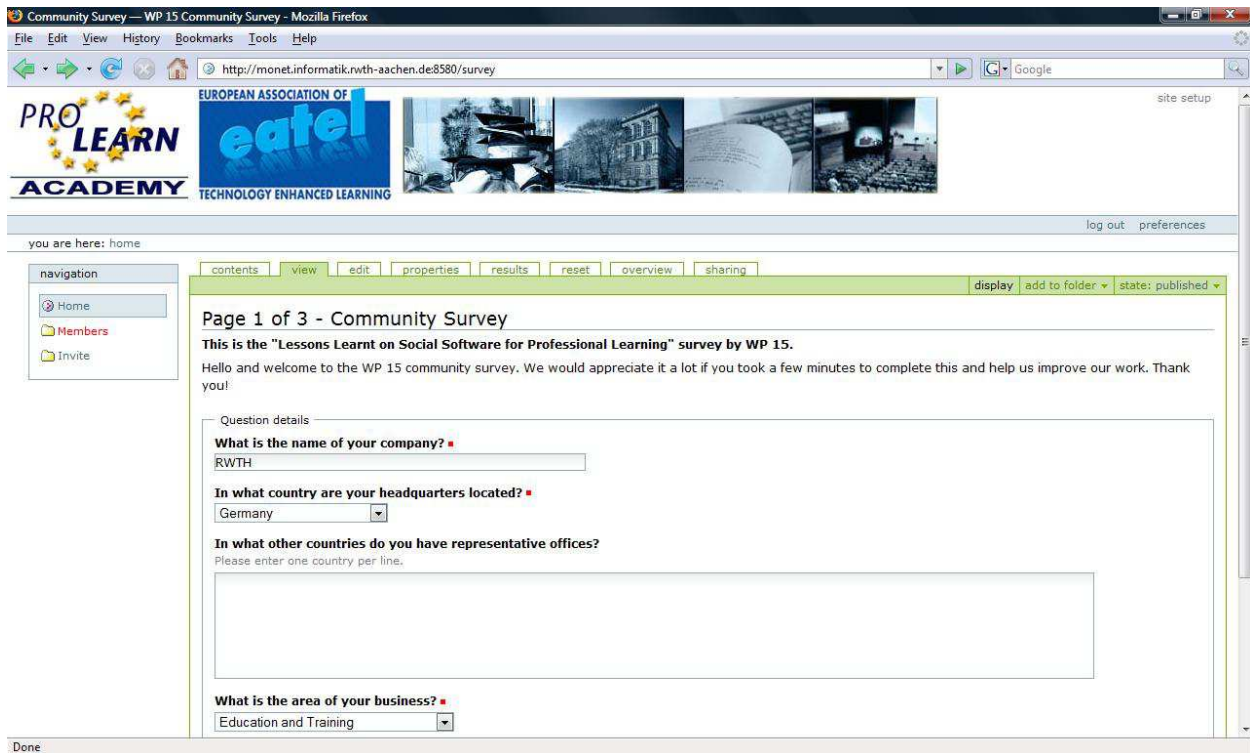 Community Survey — WP 15 Community Survey - Mozilla Firefox
File Edit View History Bookmarks Tools Help
http://monet.informatik.rwth-aachen.de:8580/survey
G Google
PRO LEARN ACADEMY
EUROPEAN ASSOCIATION OF
eatel
TECHNOLOGY ENHANCED LEARNING
site setup
log out preferences
you are here: home
navigation
Home
Members
Invite
contents view edit properties results reset overview sharing
display add to folder state: published
Page 1 of 3 - Community Survey
This is the "Lessons Learnt on Social Software for Professional Learning" survey by WP 15.
Hello and welcome to the WP 15 community survey. We would appreciate it a lot if you took a few minutes to complete this and help us improve our work. Thank
you!
Question details
What is the name of your company?
RWTH
In what country are your headquarters located?
Germany
In what other countries do you have representative offices?
Please enter one country per line.
What is the area of your business?
Education and Training
Done